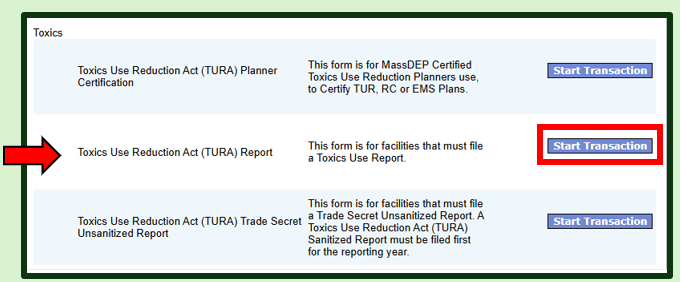 Toxics
Toxics Use Reduction Act (TURA) Planner
Certification
This form is for MassDEP Certified
Toxics Use Reduction Planners use,
to Certify TUR, RC or EMS Plans.
Start Transaction
Toxics Use Reduction Act (TURA) Report
This form is for facilities that must file
a Toxics Use Report.
Start Transaction
Toxics Use Reduction Act (TURA) Trade Secret
Unsanitized Report
This form is for facilities that must file
a Trade Secret Unsanitized Report. A
Toxics Use Reduction Act (TURA)
Sanitized Report must be filed first
for the reporting year.
Start Transaction